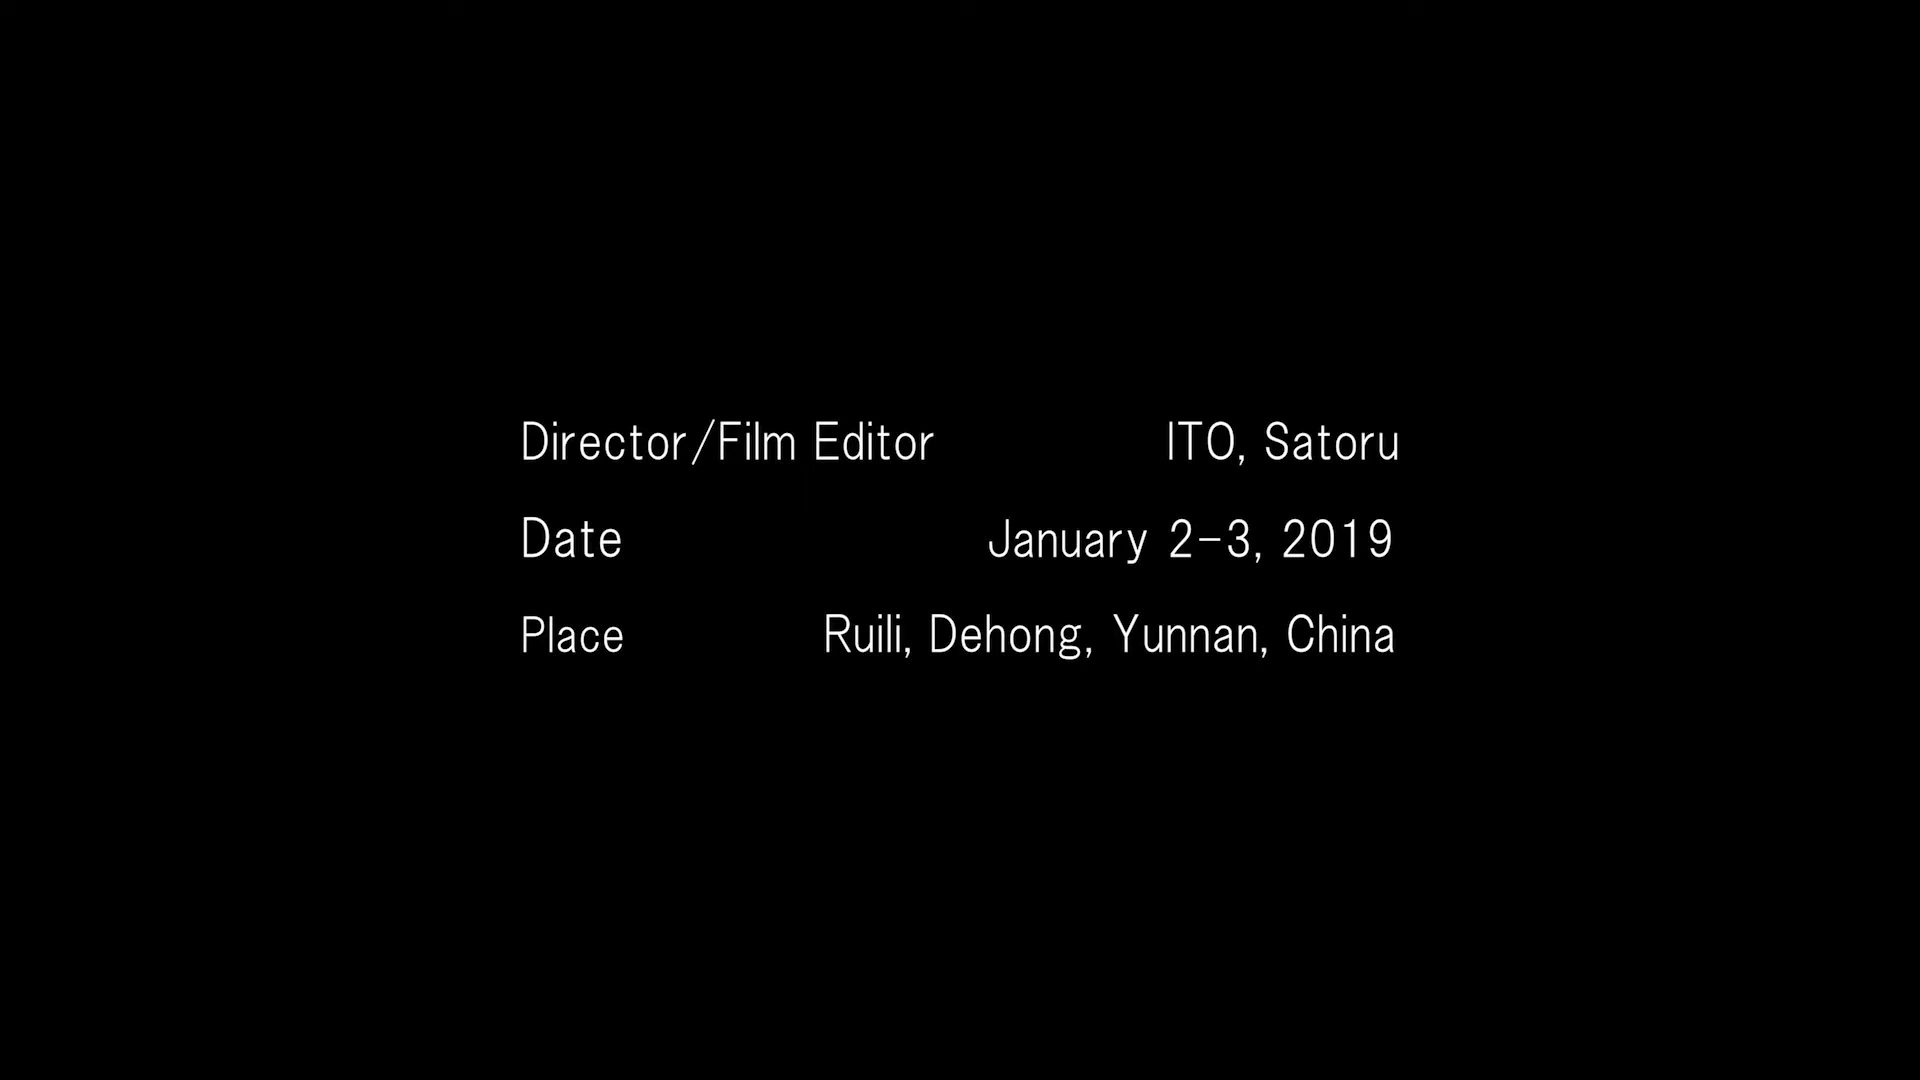 Director/Film Editor ITO, Satoru
Date January 2-3, 2019
Place Ruili, Dehong, Yunnan, China